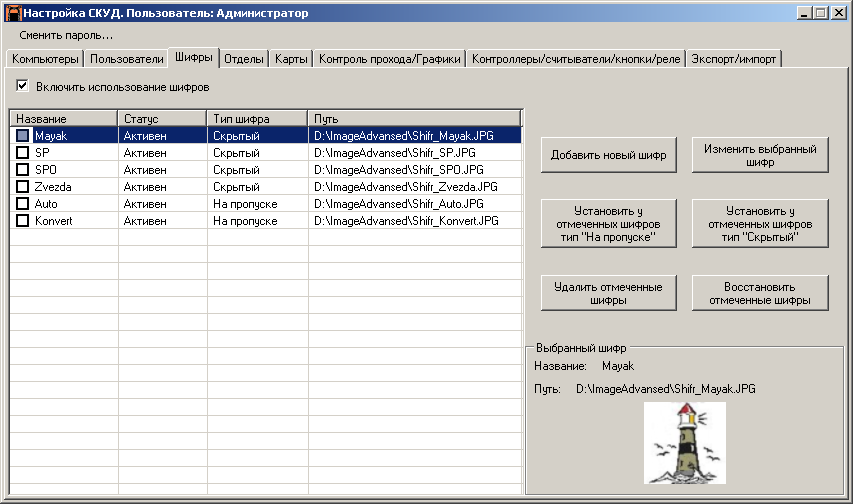 Настройка СКУД. Пользователь: Администратор
Сменить пароль...
Компьютеры Пользователи Шифры Отделы Карты Контроль прохода/Графики Контроллеры/считыватели/кнопки/реле Экспорт/импорт
Включить использование шифров
Название Статус Тип шифра Путь
Mayak Активен Скрытый D:\ImageAdvansed\Shifr_Mayak.JPG
SP Активен Скрытый D:\ImageAdvansed\Shifr_SP.JPG
SPO Активен Скрытый D:\ImageAdvansed\Shifr_SPO.JPG
Zvezda Активен Скрытый D:\ImageAdvansed\Shifr_Zvezda.JPG
Auto Активен На пропуске D:\ImageAdvansed\Shifr_Auto.JPG
Konvert Активен На пропуске D:\ImageAdvansed\Shifr_Konvert.JPG
Добавить новый шифр
Изменить выбранный
шифр
Установить у
отмеченных шифров
тип "На пропуске"
Установить у
отмеченных шифров
тип "Скрытый"
Удалить отмеченные
шифры
Восстановить
отмеченные шифры
Выбранный шифр
Название: Mayak
Путь: D:\ImageAdvansed\Shifr_Mayak.JPG